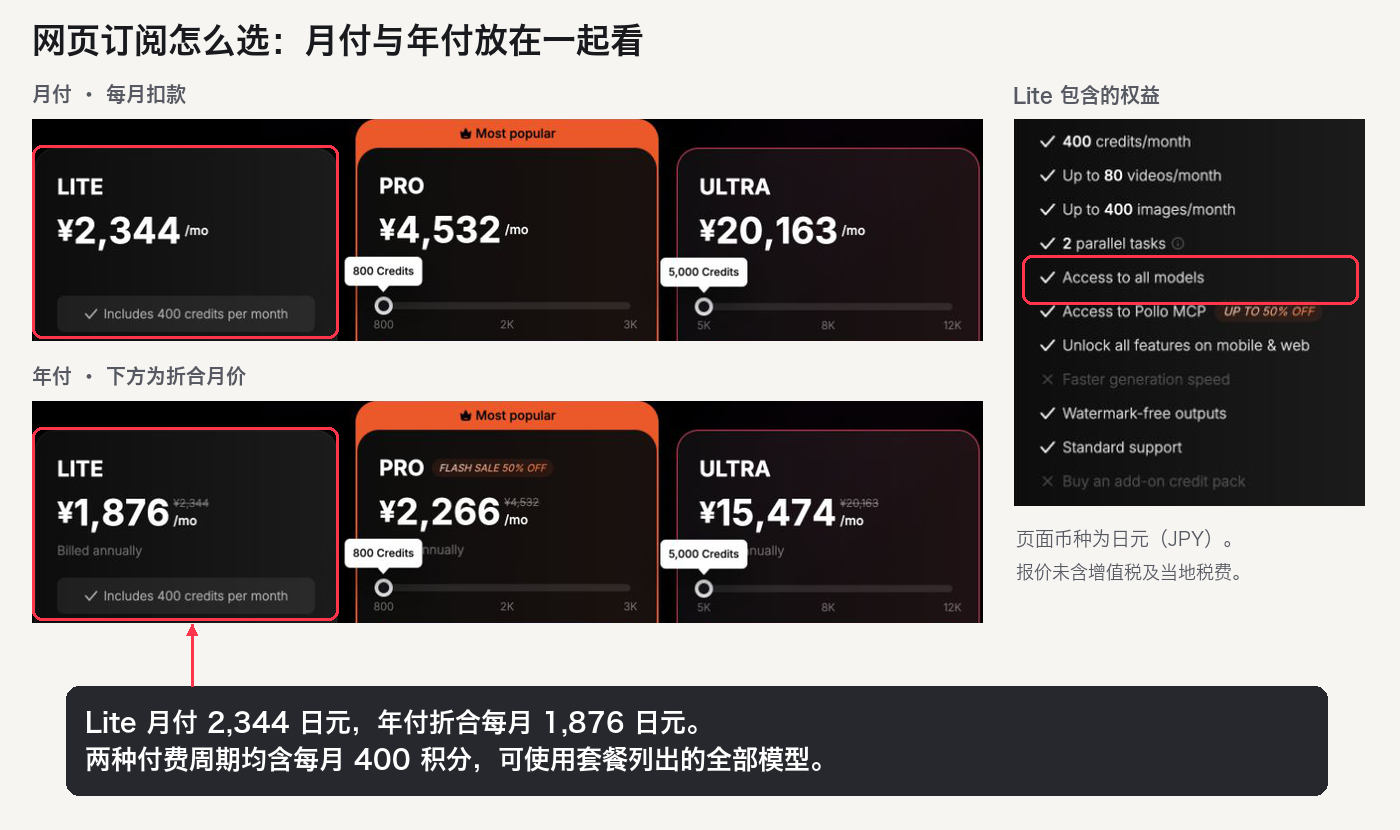 网页订阅怎么选：月付与年付放在一起看
月付 · 每月扣款
Most popular
LITE
¥2,344 /mo
Includes 400 credits per month
PRO
¥4,532 /mo
800 Credits
800 2K 3K
ULTRA
¥20,163 /mo
5,000 Credits
5K 8K 12K
年付 · 下方为折合月价
Most popular
LITE
¥1,876 ¥2,344 /mo
Billed annually
Includes 400 credits per month
PRO FLASH SALE 50% OFF
¥2,266 ¥4,532 /mo
800 Credits
800 2K 3K
ULTRA
¥15,474 ¥20,163 /mo
5,000 Credits
5K 8K 12K
Lite 包含的权益
400 credits/month
Up to 80 videos/month
Up to 400 images/month
2 parallel tasks
Access to all models
Access to Pollo MCP UP TO 50% OFF
Unlock all features on mobile & web
Faster generation speed
Watermark-free outputs
Standard support
Buy an add-on credit pack
页面币种为日元（JPY）。
报价未含增值税及当地税费。
Lite 月付 2,344 日元，年付折合每月 1,876 日元。
两种付费周期均含每月 400 积分，可使用套餐列出的全部模型。